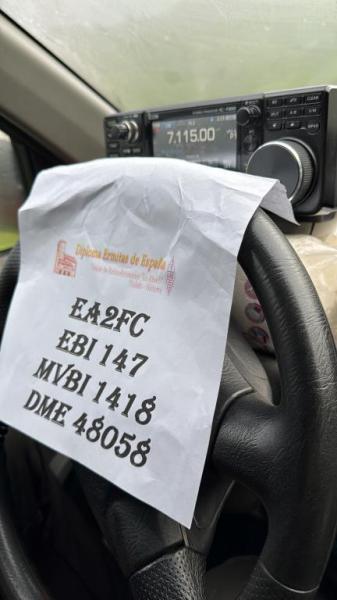 7.115.00
Diploma Ermitas de España
EA2FC
EBI 147
MVBI 1418
DME 48058